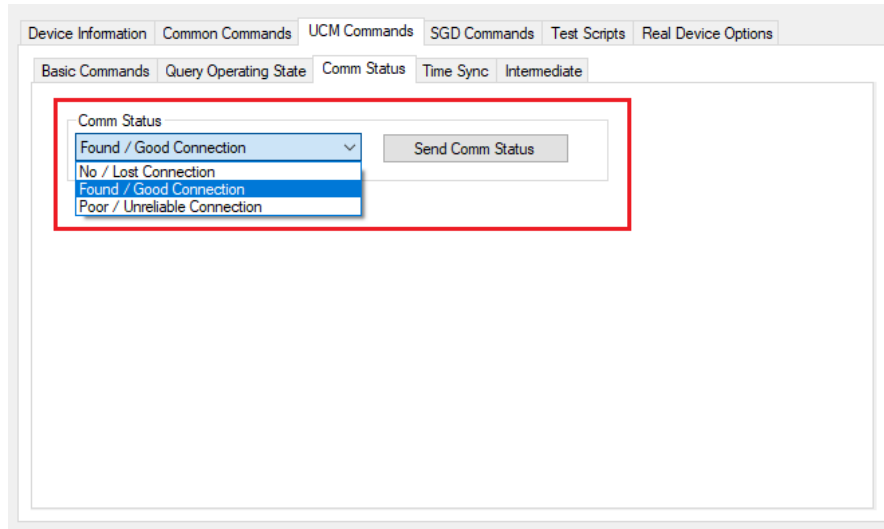 Device Information Common Commands UCM Commands SGD Commands Test Scripts Real Device Options
Basic Commands Query Operating State Comm Status Time Sync Intermediate
Comm Status
Found / Good Connection Send Comm Status
No / Lost Connection
Found / Good Connection
Poor / Unreliable Connection